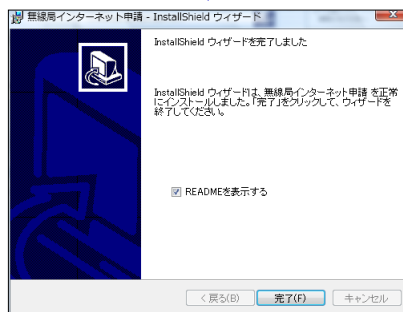 無線局インターネット申請 - InstallShield ウィザード
InstallShield ウィザードを完了しました
InstallShield ウィザードは、無線局インターネット申請 を正常
にインストールしました。「完了」をクリックして、ウィザードを
終了してください。
READMEを表示する
< 戻る(B) 完了(F) キャンセル